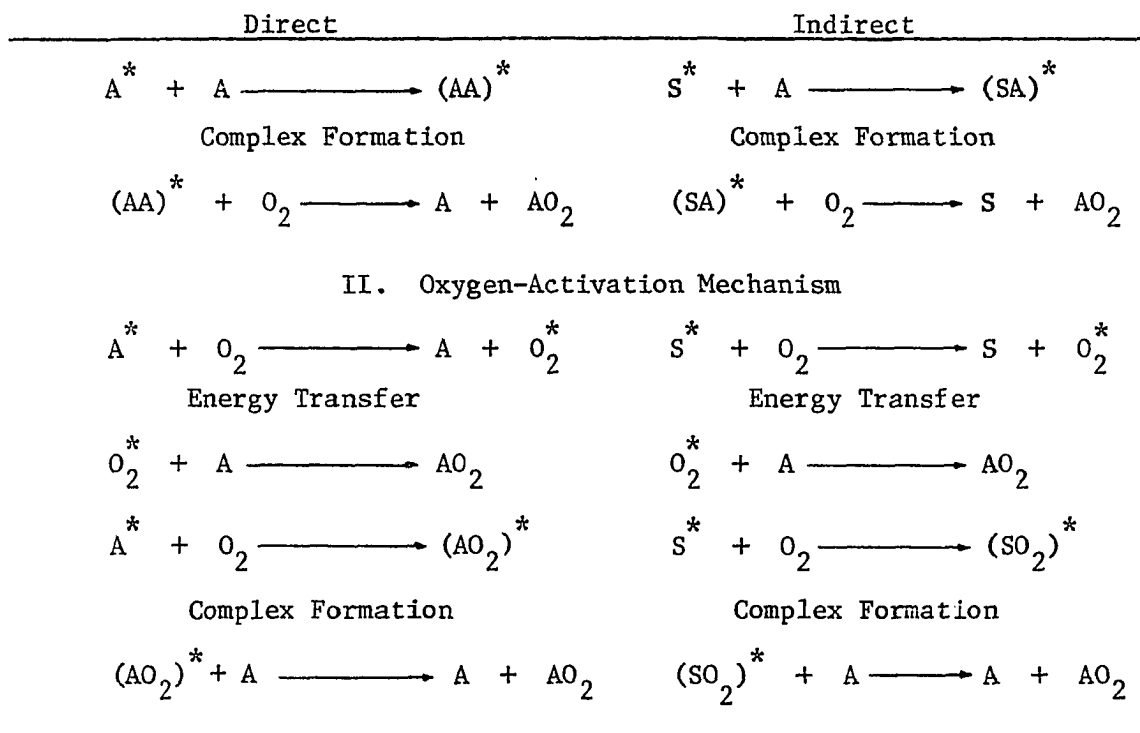 Direct Indirect
A* + A ⟶ (AA)* S* + A ⟶ (SA)*
Complex Formation Complex Formation
(AA)* + O₂ ⟶ A + AO₂ (SA)* + O₂ ⟶ S + AO₂
II. Oxygen-Activation Mechanism
A* + O₂ ⟶ A + O₂* S* + O₂ ⟶ S + O₂*
Energy Transfer Energy Transfer
O₂* + A ⟶ AO₂ O₂* + A ⟶ AO₂
A* + O₂ ⟶ (AO₂)* S* + O₂ ⟶ (SO₂)*
Complex Formation Complex Formation
(AO₂)* + A ⟶ A + AO₂ (SO₂)* + A ⟶ A + AO₂